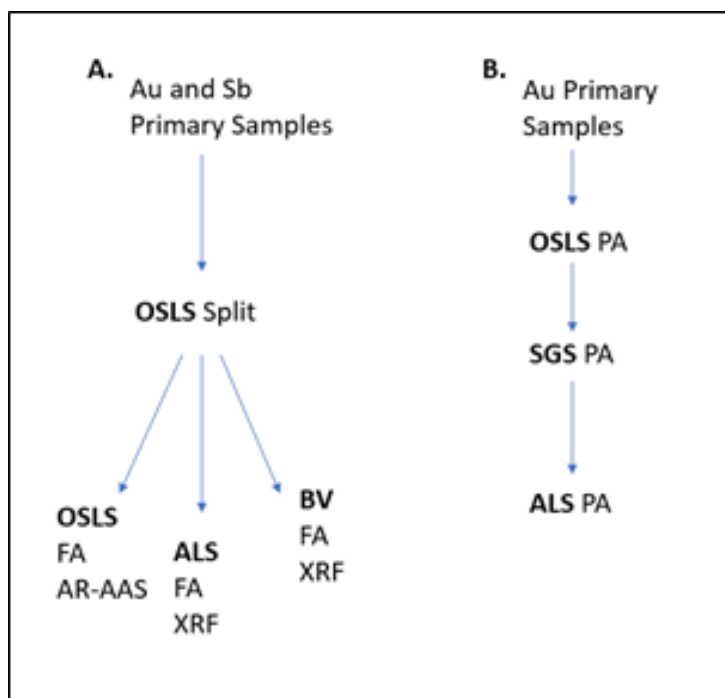 A.
Au and Sb
Primary Samples
OSLS Split
OSLS
FA
AR-AAS
ALS
FA
XRF
BV
FA
XRF
B.
Au Primary
Samples
OSLS PA
SGS PA
ALS PA